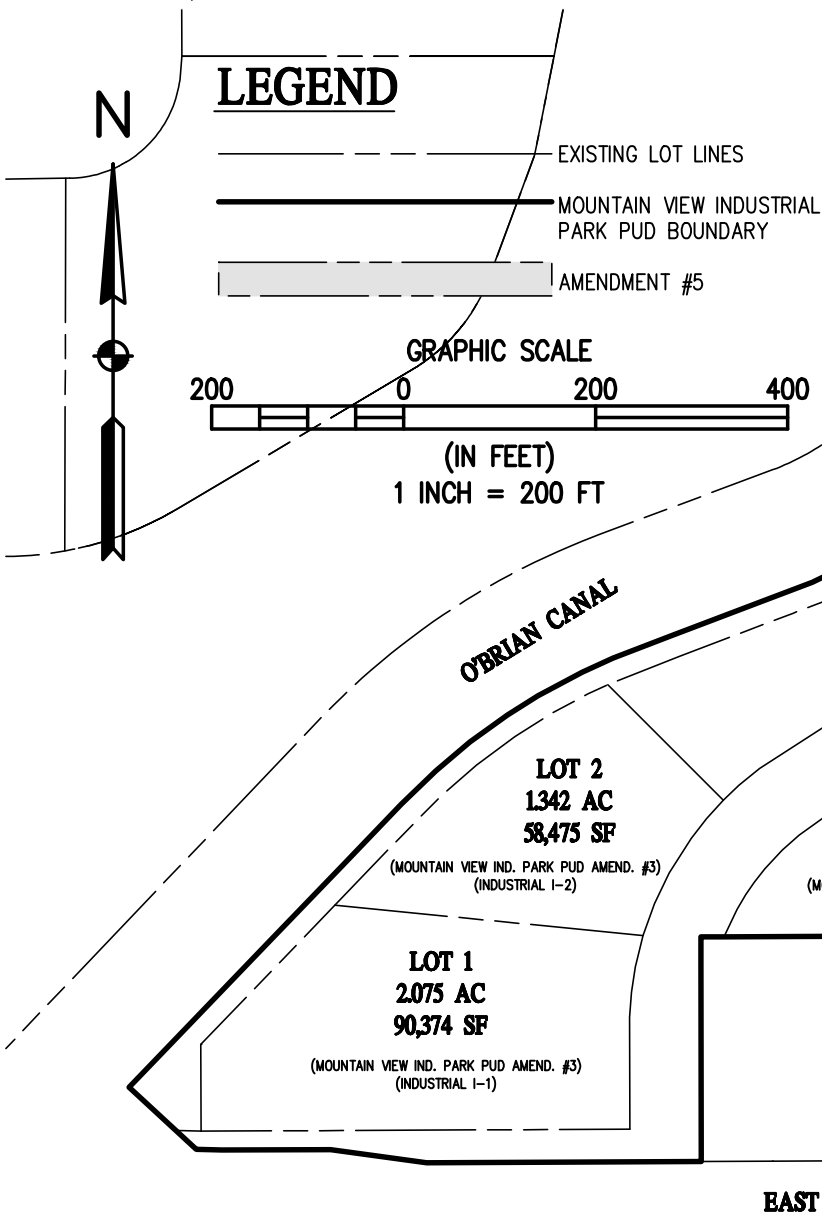 LEGEND
N
EXISTING LOT LINES
MOUNTAIN VIEW INDUSTRIAL
PARK PUD BOUNDARY
AMENDMENT #5
GRAPHIC SCALE
200 0 200 400
(IN FEET)
1 INCH = 200 FT
O'BRIAN CANAL
LOT 2
1.342 AC
58,475 SF
(MOUNTAIN VIEW IND. PARK PUD AMEND. #3)
(INDUSTRIAL I-2)
LOT 1
2.075 AC
90,374 SF
(MOUNTAIN VIEW IND. PARK PUD AMEND. #3)
(INDUSTRIAL I-1)
EAST